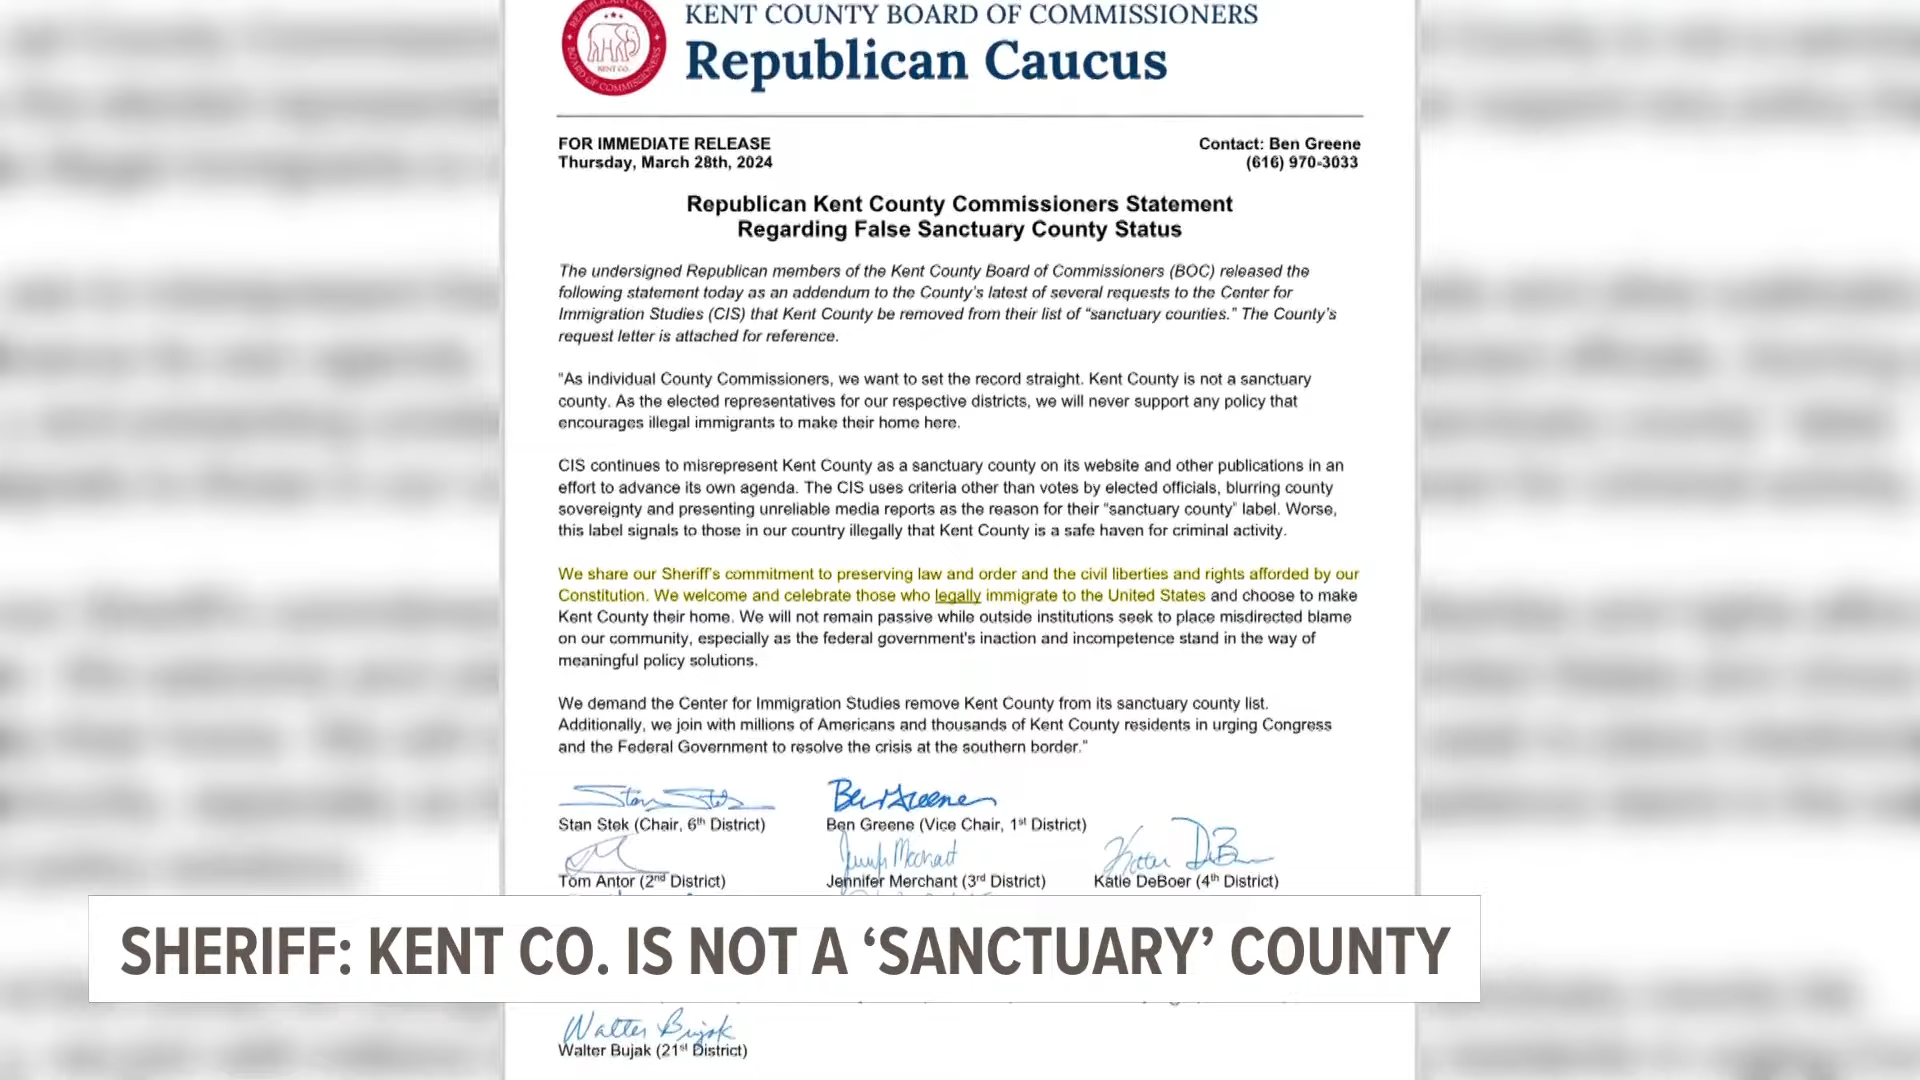 REPUBLICAN CAUCUS
KENT CO.
BOARD OF COMMISSIONERS
KENT COUNTY BOARD OF COMMISSIONERS
Republican Caucus
FOR IMMEDIATE RELEASE
Thursday, March 28th, 2024
Contact: Ben Greene
(616) 970-3033
Republican Kent County Commissioners Statement
Regarding False Sanctuary County Status
The undersigned Republican members of the Kent County Board of Commissioners (BOC) released the
following statement today as an addendum to the County's latest of several requests to the Center for
Immigration Studies (CIS) that Kent County be removed from their list of "sanctuary counties." The County's
request letter is attached for reference.
"As individual County Commissioners, we want to set the record straight. Kent County is not a sanctuary
county. As the elected representatives for our respective districts, we will never support any policy that
encourages illegal immigrants to make their home here.
CIS continues to misrepresent Kent County as a sanctuary county on its website and other publications in an
effort to advance its own agenda. The CIS uses criteria other than votes by elected officials, blurring county
sovereignty and presenting unreliable media reports as the reason for their "sanctuary county" label. Worse,
this label signals to those in our country illegally that Kent County is a safe haven for criminal activity.
We share our Sheriff's commitment to preserving law and order and the civil liberties and rights afforded by our
Constitution. We welcome and celebrate those who legally immigrate to the United States and choose to make
Kent County their home. We will not remain passive while outside institutions seek to place misdirected blame
on our community, especially as the federal government's inaction and incompetence stand in the way of
meaningful policy solutions.
We demand the Center for Immigration Studies remove Kent County from its sanctuary county list.
Additionally, we join with millions of Americans and thousands of Kent County residents in urging Congress
and the Federal Government to resolve the crisis at the southern border."
Stan Stek (Chair, 6th District)
Ben Greene
Ben Greene (Vice Chair, 1st District)
Tom Antor (2nd District)
Jennifer Merchant (3rd District)
Katie DeBoer (4th District)
SHERIFF: KENT CO. IS NOT A ‘SANCTUARY’ COUNTY
Walter Bujak
Walter Bujak (21st District)